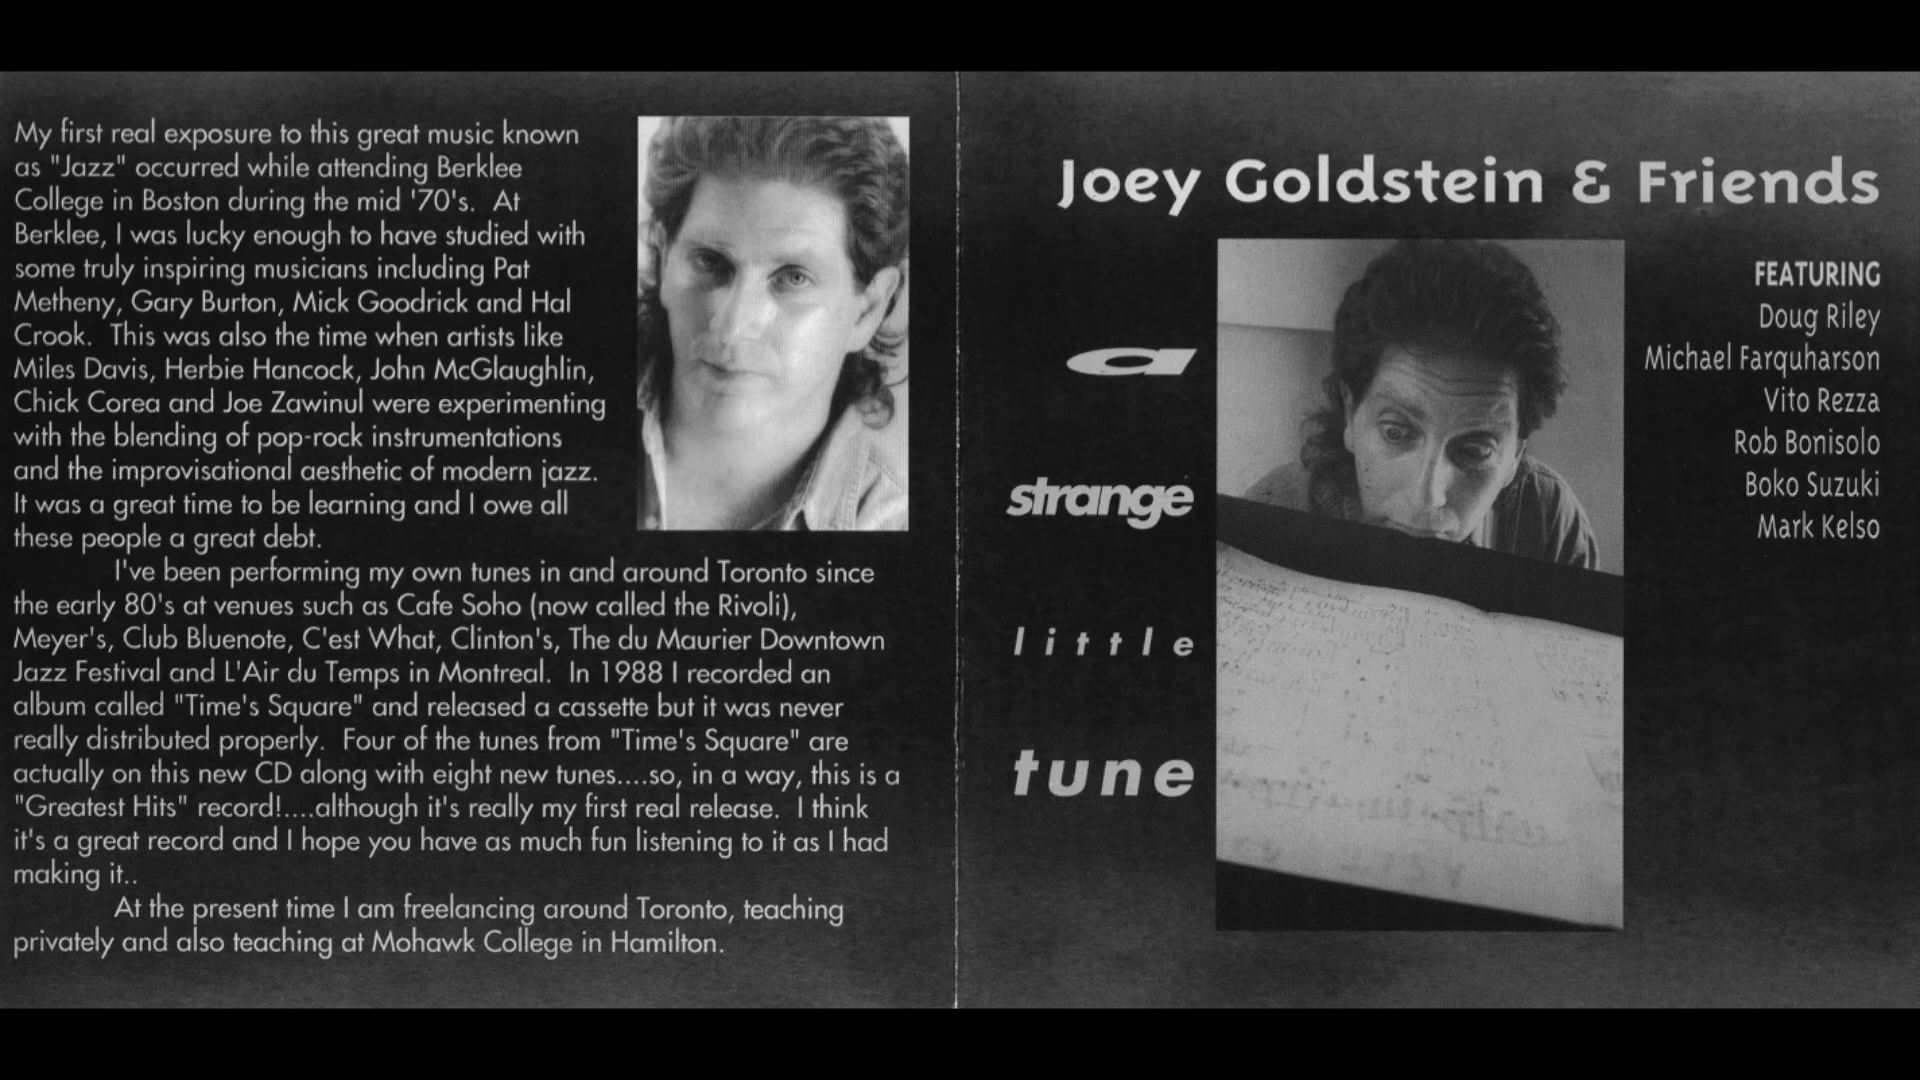 My first real exposure to this great music known
as "Jazz" occurred while attending Berklee
College in Boston during the mid '70's. At
Berklee, I was lucky enough to have studied with
some truly inspiring musicians including Pat
Metheny, Gary Burton, Mick Goodrick and Hal
Crook. This was also the time when artists like
Miles Davis, Herbie Hancock, John McGlaughlin,
Chick Corea and Joe Zawinul were experimenting
with the blending of pop-rock instrumentations
and the improvisational aesthetic of modern jazz.
It was a great time to be learning and I owe all
these people a great debt.
I've been performing my own tunes in and around Toronto since
the early 80's at venues such as Cafe Soho (now called the Rivoli),
Meyer's, Club Bluenote, C'est What, Clinton's, The du Maurier Downtown
Jazz Festival and L'Air du Temps in Montreal. In 1988 I recorded an
album called "Time's Square" and released a cassette but it was never
really distributed properly. Four of the tunes from "Time's Square" are
actually on this new CD along with eight new tunes....so, in a way, this is a
"Greatest Hits" record!....although it's really my first real release. I think
it's a great record and I hope you have as much fun listening to it as I had
making it..
At the present time I am freelancing around Toronto, teaching
privately and also teaching at Mohawk College in Hamilton.
Joey Goldstein & Friends
a
strange
little
tune
FEATURING
Doug Riley
Michael Farquharson
Vito Rezza
Rob Bonisolo
Boko Suzuki
Mark Kelso